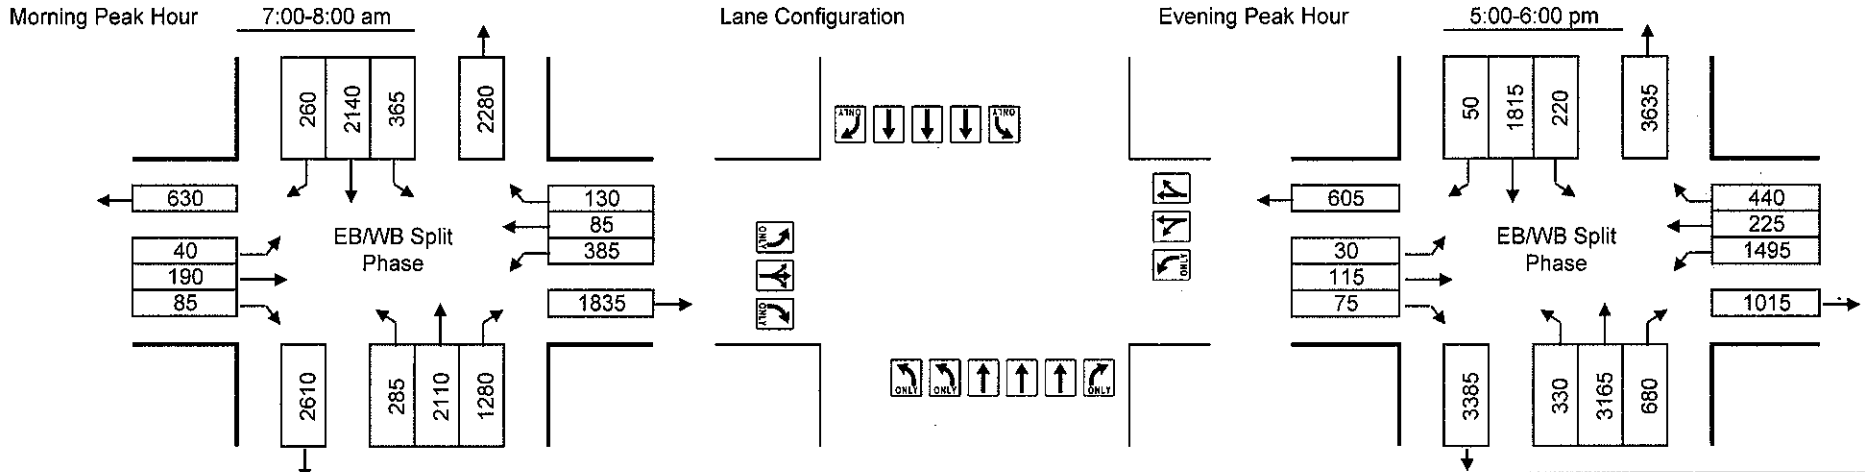 Morning Peak Hour 7:00-8:00 am
260 2140 365 2280
630
130
85
385
EB/WB Split
Phase
40
190
85
1835
2610 285 2110 1280
Lane Configuration
ONLY ONLY
ONLY
ONLY
ONLY
ONLY ONLY ONLY
Evening Peak Hour 5:00-6:00 pm
50 1815 220 3635
605
440
225
1495
EB/WB Split
Phase
30
115
75
1015
3385 330 3165 680